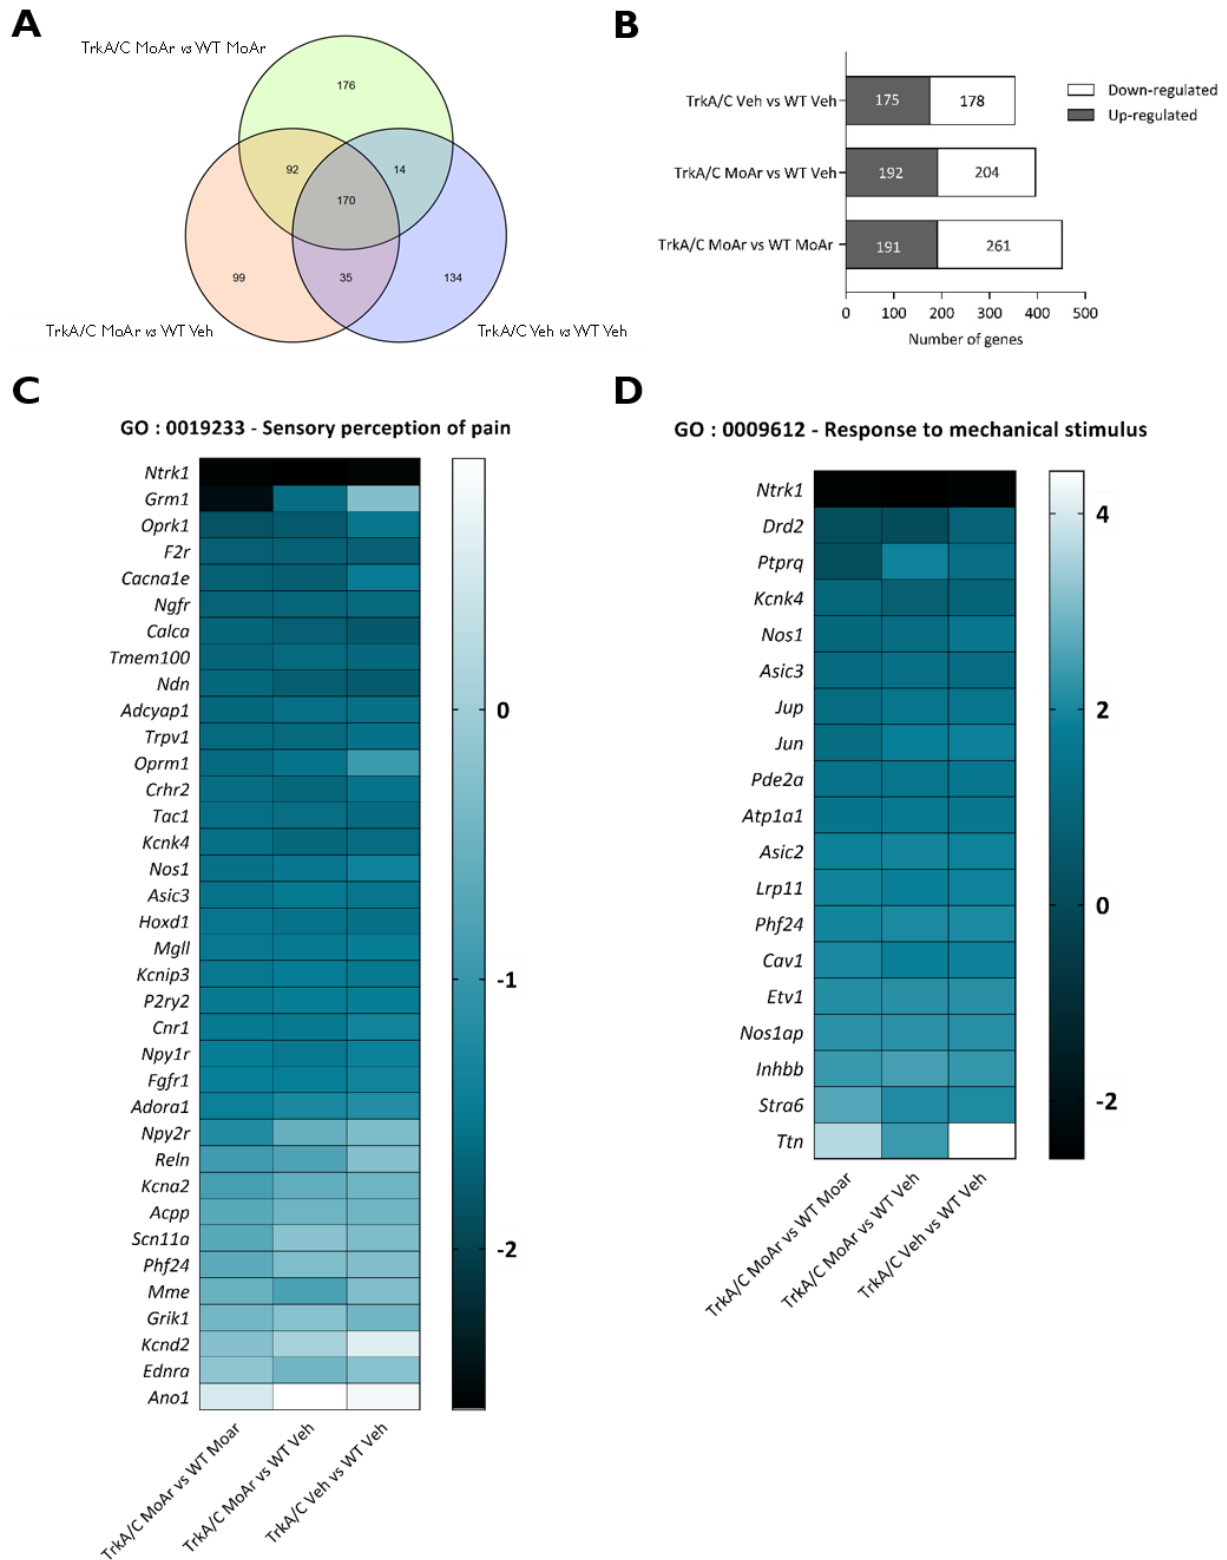 A
TrkA/C MoAr vs WT MoAr
176
92
14
170
99
35
134
TrkA/C MoAr vs WT Veh
TrkA/C Veh vs WT Veh
B
TrkA/C Veh vs WT Veh
175
178
TrkA/C MoAr vs WT Veh
192
204
TrkA/C MoAr vs WT MoAr
191
261
Down-regulated
Up-regulated
0 100 200 300 400 500
Number of genes
C
GO : 0019233 - Sensory perception of pain
Ntrk1
Grm1
Oprk1
F2r
Cacna1e
Ngfr
Calca
Tmem100
Ndn
Adcyap1
Trpv1
Oprm1
Crhr2
Tac1
Kcnk4
Nos1
Asic3
Hoxd1
Mgll
Kcnip3
P2ry2
Cnr1
Npy1r
Fgfr1
Adora1
Npy2r
Reln
Kcna2
Acpp
Scn11a
Phf24
Mme
Grik1
Kcnd2
Ednra
Ano1
0
-1
-2
TrkA/C MoAr vs WT Moar
TrkA/C MoAr vs WT Veh
TrkA/C Veh vs WT Veh
D
GO : 0009612 - Response to mechanical stimulus
Ntrk1
Drd2
Ptprq
Kcnk4
Nos1
Asic3
Jup
Jun
Pde2a
Atp1a1
Asic2
Lrp11
Phf24
Cav1
Etv1
Nos1ap
Inhbb
Stra6
Ttn
4
2
0
-2
TrkA/C MoAr vs WT Moar
TrkA/C MoAr vs WT Veh
TrkA/C Veh vs WT Veh